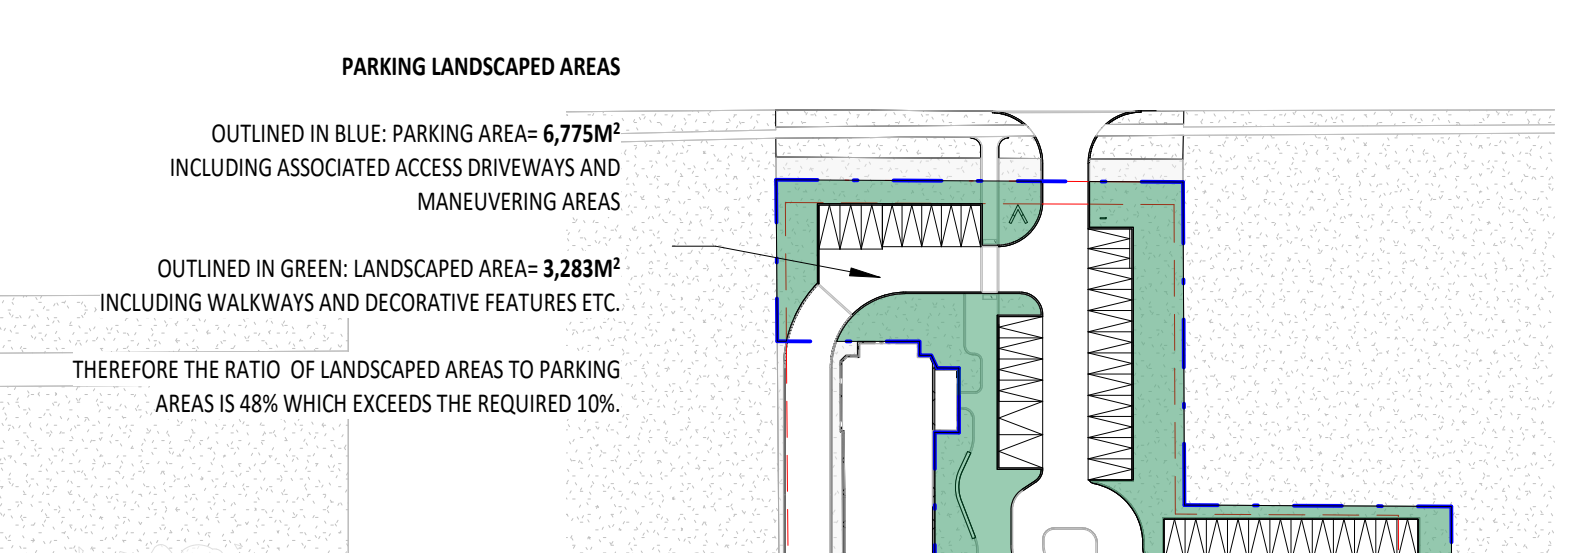 PARKING LANDSCAPED AREAS
OUTLINED IN BLUE: PARKING AREA= 6,775M²
INCLUDING ASSOCIATED ACCESS DRIVEWAYS AND
MANEUVERING AREAS
OUTLINED IN GREEN: LANDSCAPED AREA= 3,283M²
INCLUDING WALKWAYS AND DECORATIVE FEATURES ETC.
THEREFORE THE RATIO OF LANDSCAPED AREAS TO PARKING
AREAS IS 48% WHICH EXCEEDS THE REQUIRED 10%.